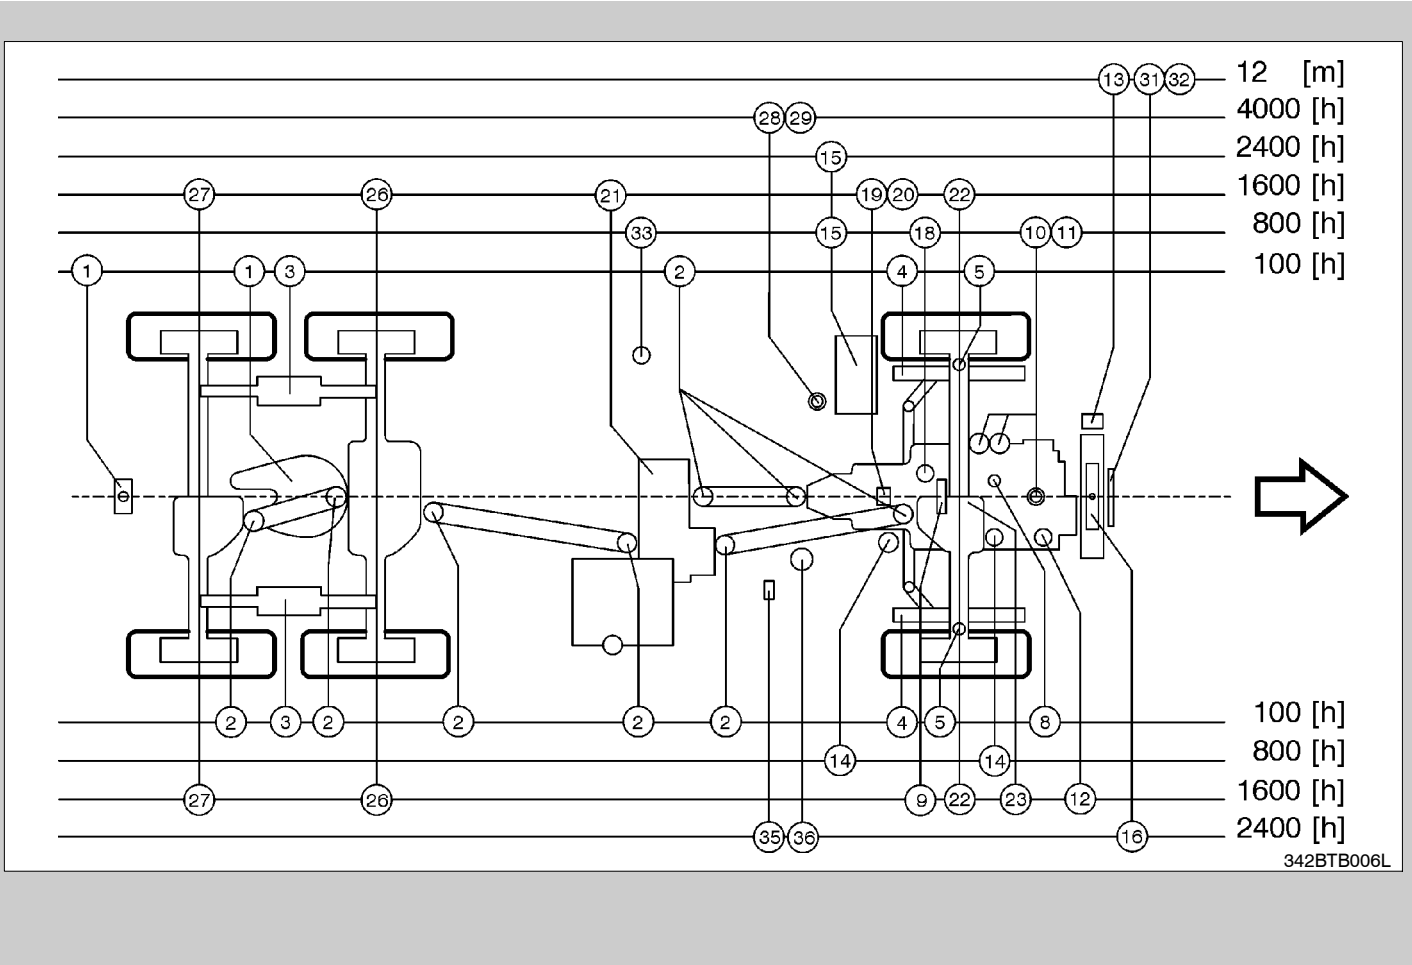 13 31 32 12 [m]
28 29 4000 [h]
15 2400 [h]
27 26 21 19 20 22 1600 [h]
33 15 18 10 11 800 [h]
1 1 3 2 4 5 100 [h]
2 3 2 2 2 2 4 5 8 100 [h]
14 14 800 [h]
27 26 9 22 23 12 1600 [h]
35 36 16 2400 [h]
342BTB006L